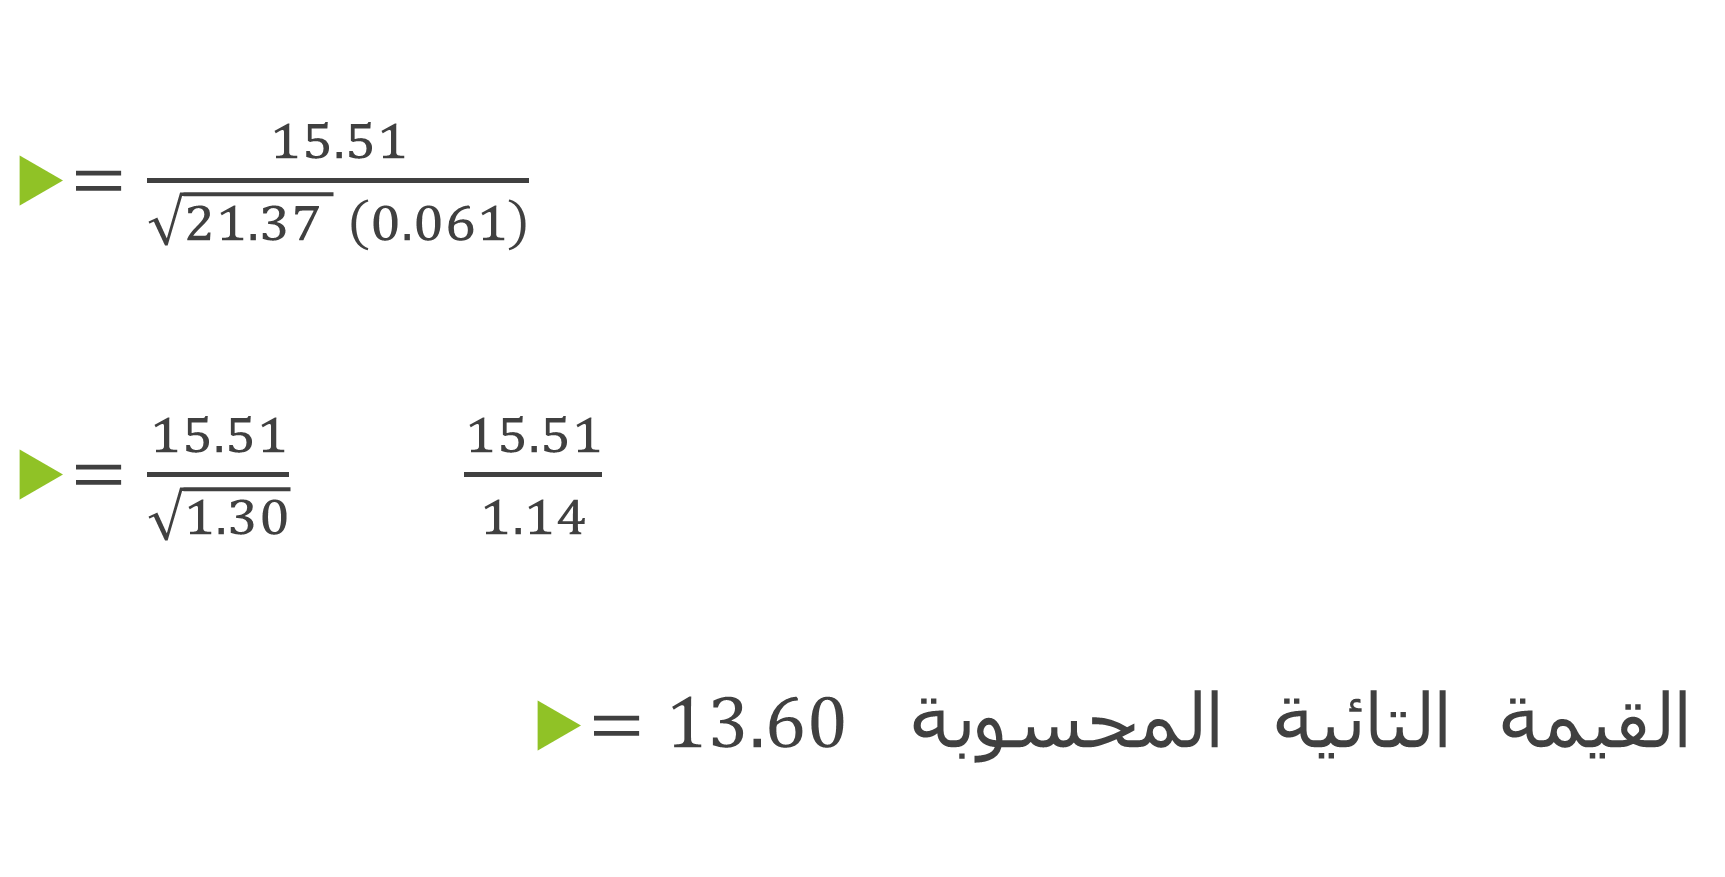 = 15.51 / √21.37 (0.061)
= 15.51 / √1.30 15.51 / 1.14
القيمة التائية المحسوبة 13.60 =